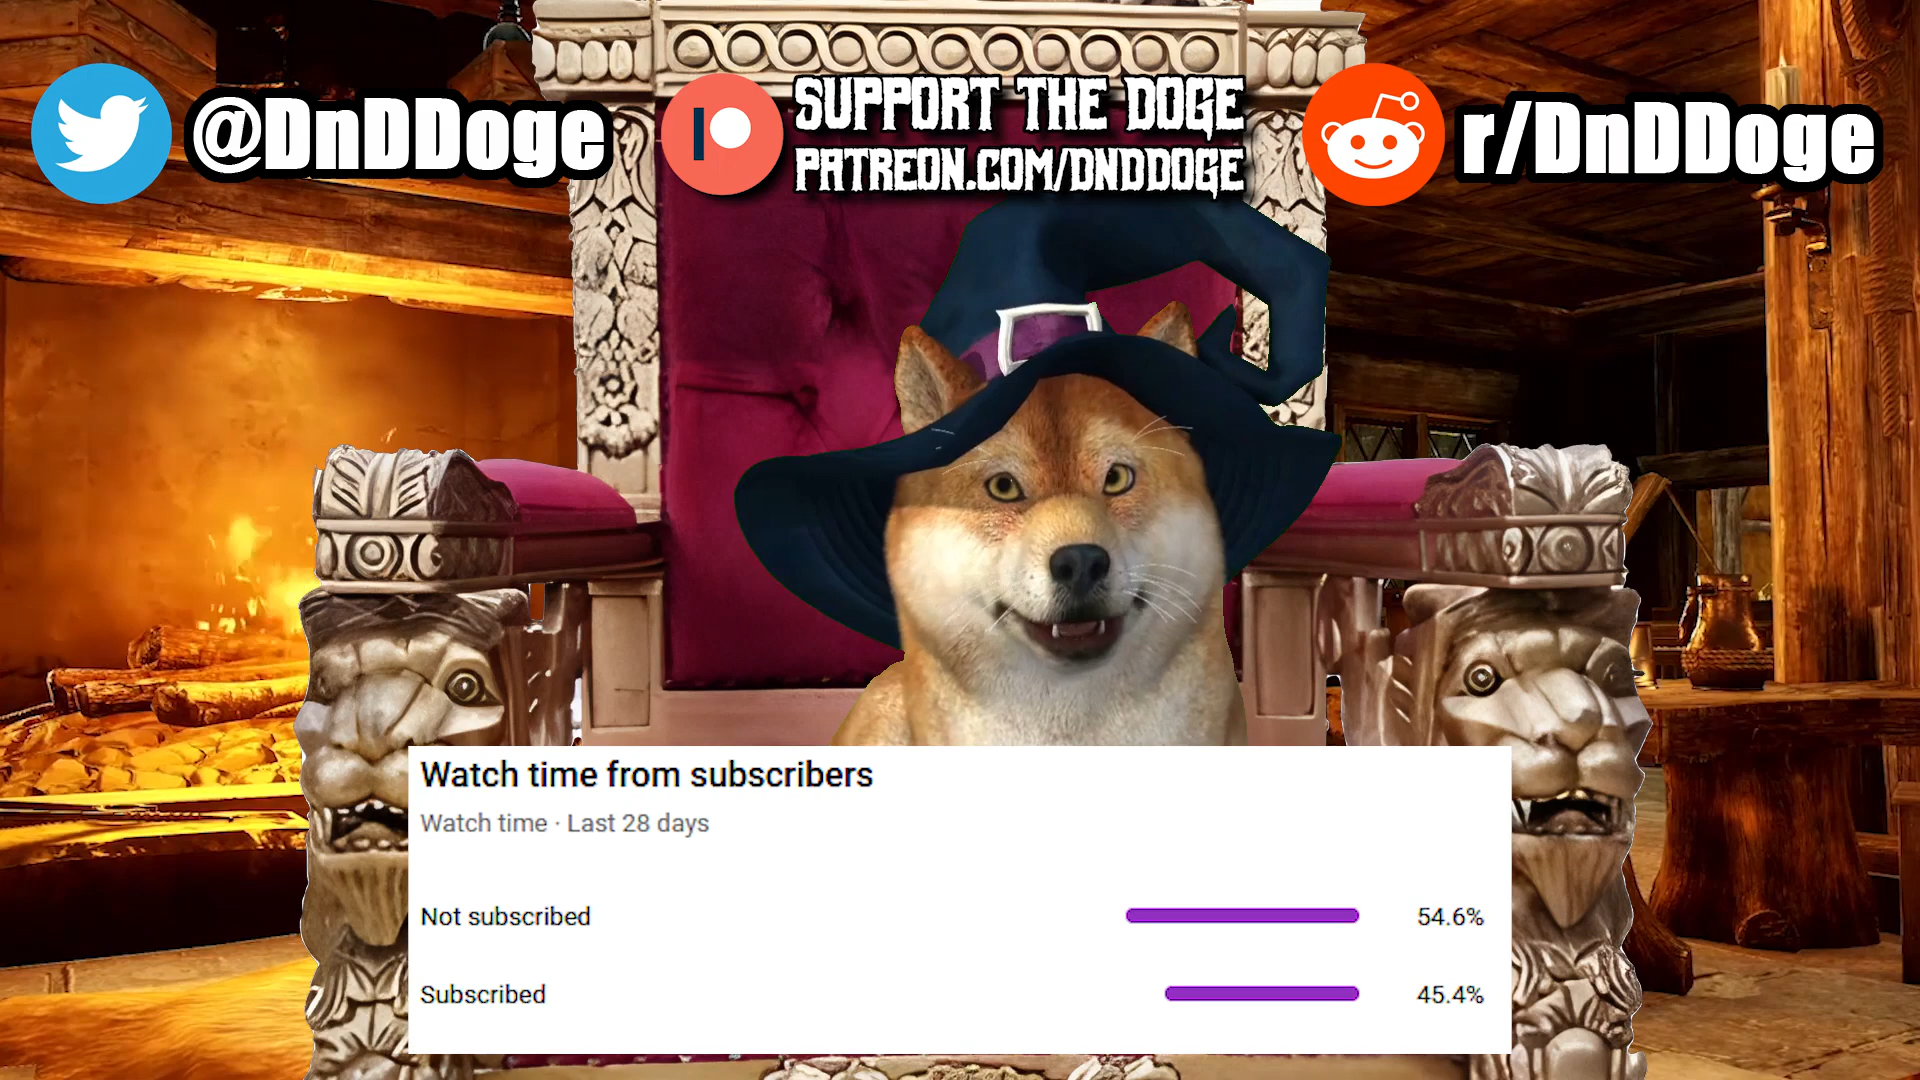 @DnDDoge
SUPPORT THE DOGE
PATREON.COM/DNDDOGE
r/DnDDoge
Watch time from subscribers
Watch time · Last 28 days
Not subscribed 54.6%
Subscribed 45.4%